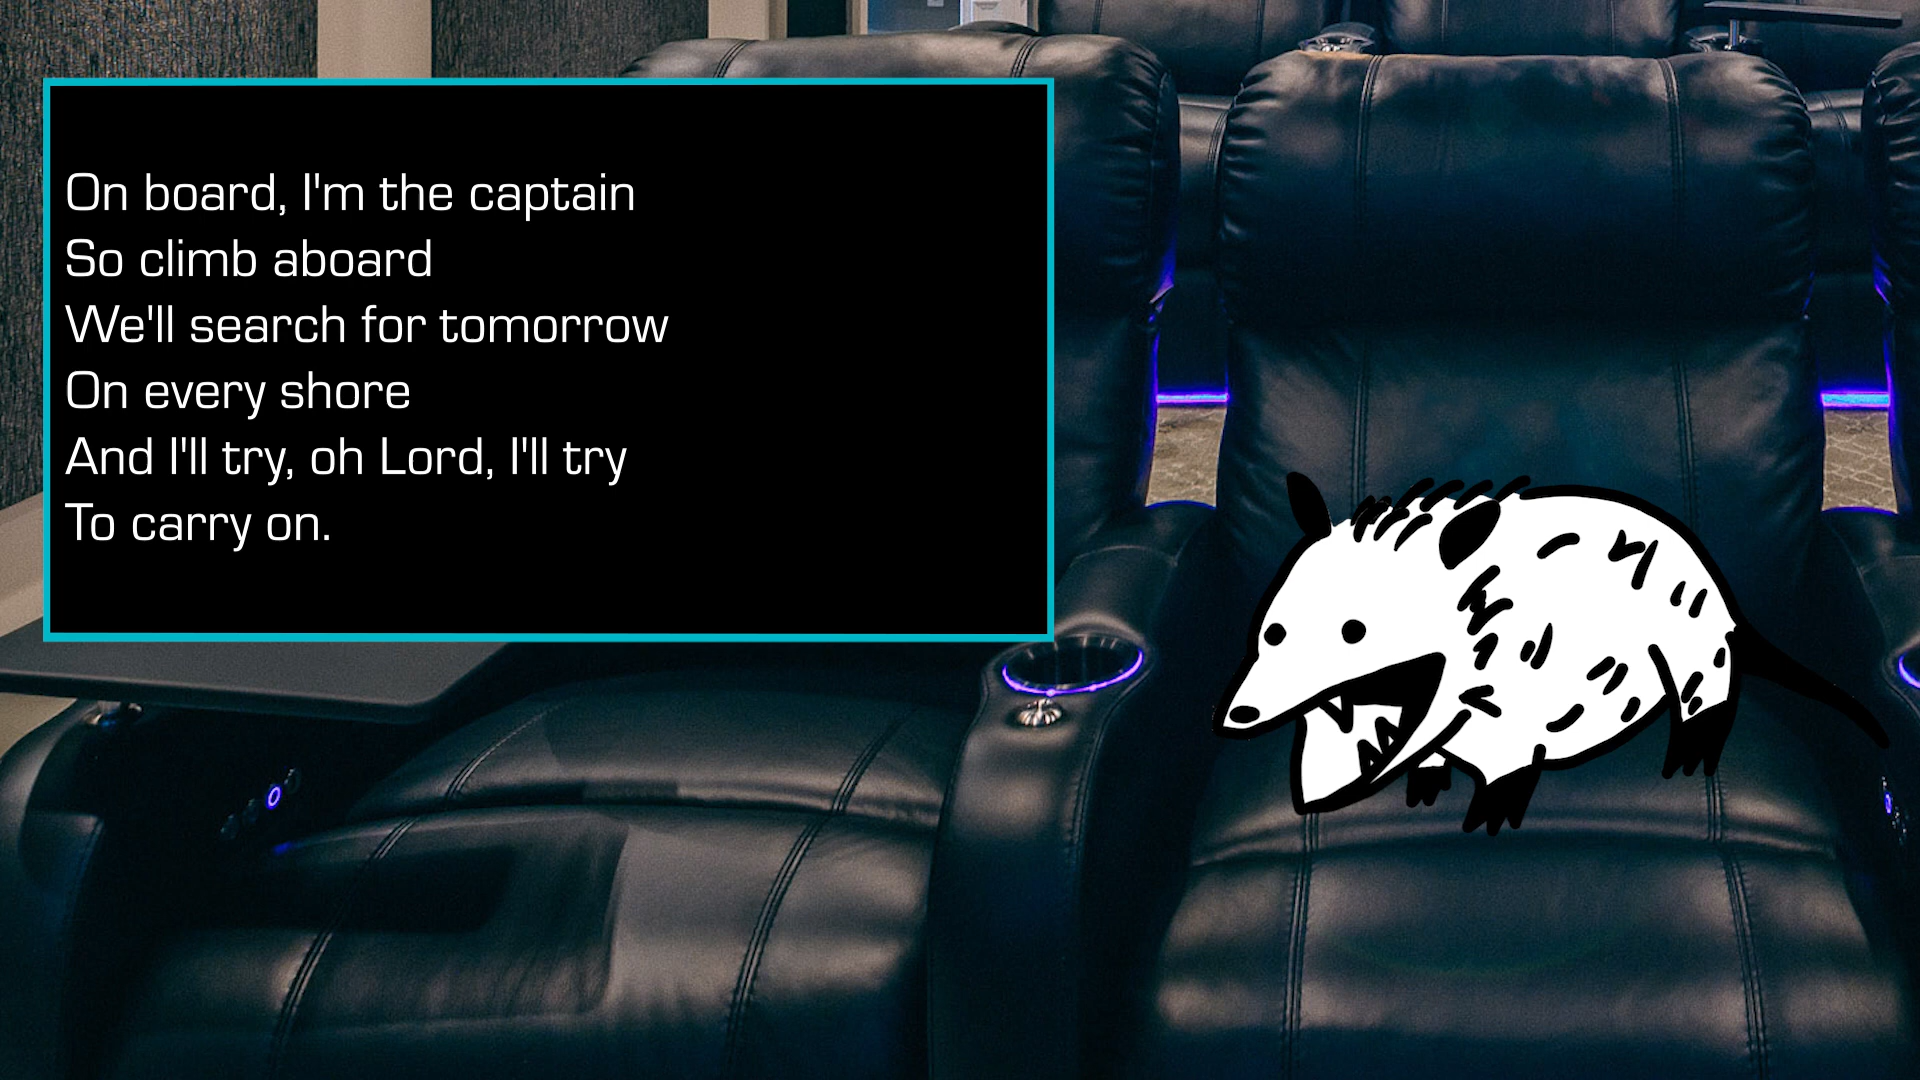 On board, I'm the captain
So climb aboard
We'll search for tomorrow
On every shore
And I'll try, oh Lord, I'll try
To carry on.